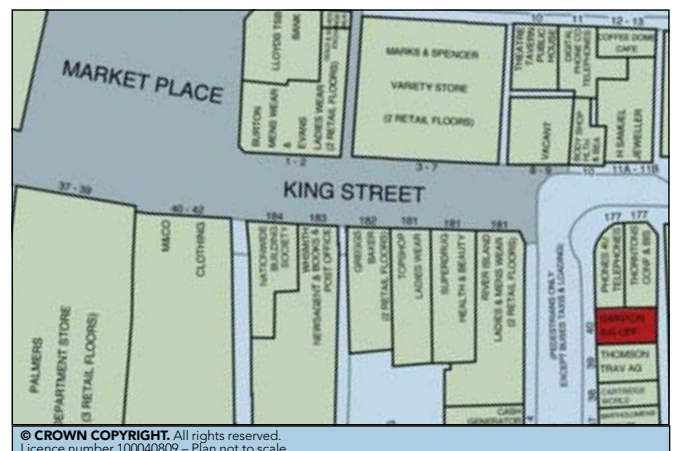 10
11
12 - 13
LLOYDS TSB
BANK
MARKS & SPENCER
VARIETY STORE
(2 RETAIL FLOORS)
THEATRE
TAVERN
PUBLIC
HOUSE
DIGITAL
PHONE CO
TELEPHONES
COFFEE DOME
CAFE
MARKET PLACE
BURTON
MENS WEAR
&
EVANS
LADIES WEAR
(2 RETAIL FLOORS)
VACANT
BODY SHOP
HLTH
& BEA
H SAMUEL
JEWELLER
1 - 2
3 - 7
8 - 9
10
11A - 11B
KING STREET
37 - 39
40 - 42
184
183
182
181
181
181
177
177
M&CO
CLOTHING
NATIONWIDE
BUILDING
SOCIETY
WHSMITH
NEWSAGENT & BOOKS &
POST OFFICE
GREGGS
BAKER
(2 RETAIL FLOORS)
TOPSHOP
LADIES WEAR
SUPERDRUG
HEALTH & BEAUTY
RIVER ISLAND
LADIES & MENS WEAR
(2 RETAIL FLOORS)
(PEDESTRIANS ONLY
EXCEPT BUSES TAXIS & LOADING)
PHONES 4U
TELEPHONES
THORNTONS
CONF & BIS
40
39
THOMSON
TRAV AG
38
CARTRIDGE
WORLD
PALMERS
DEPARTMENT STORE
(3 RETAIL FLOORS)
CASH
GENERATOR
© CROWN COPYRIGHT. All rights reserved.
Licence number 100040809 – Plan not to scale